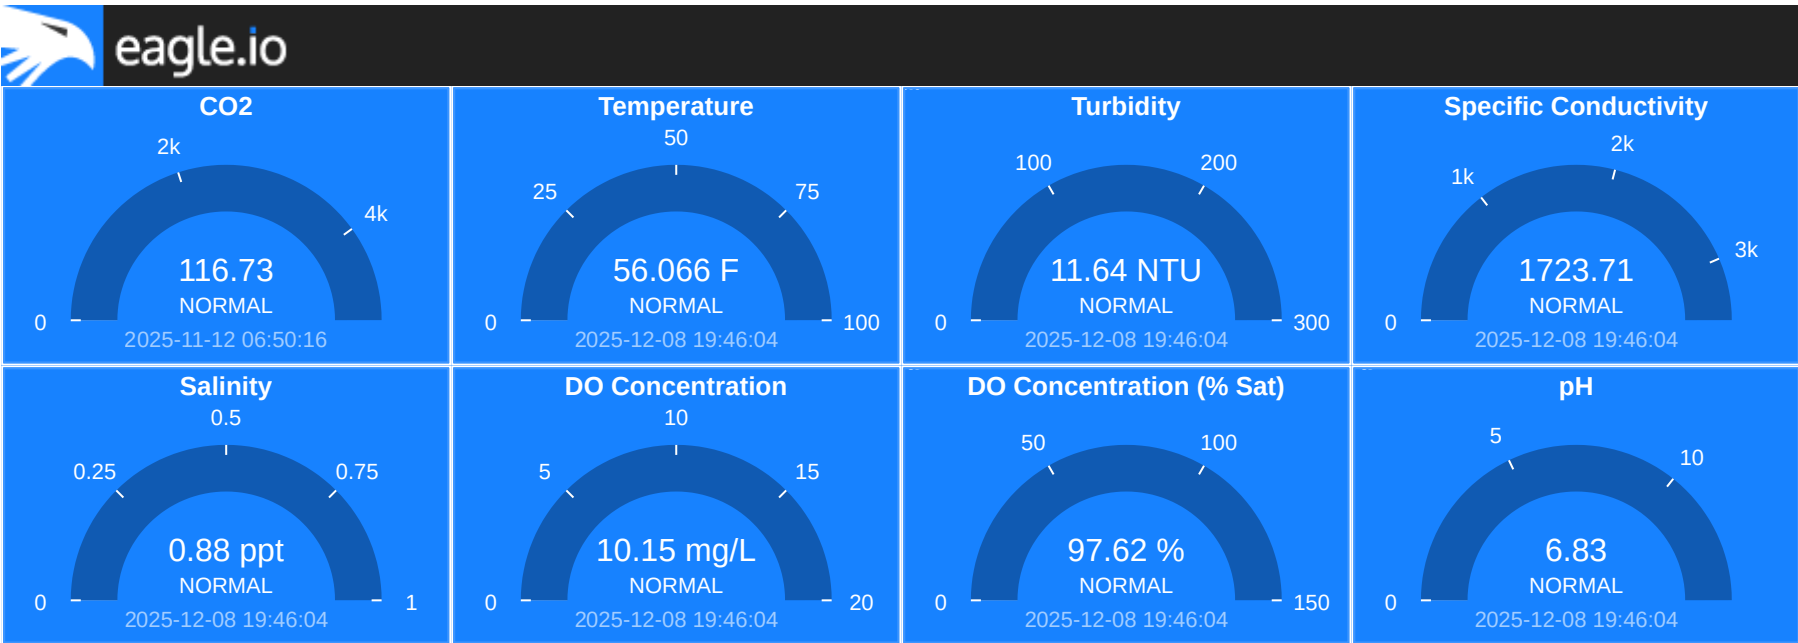 eagle.io
CO2
2k
4k
0
116.73
NORMAL
2025-11-12 06:50:16
Temperature
50
25
75
0
100
56.066 F
NORMAL
2025-12-08 19:46:04
Turbidity
100
200
0
300
11.64 NTU
NORMAL
2025-12-08 19:46:04
Specific Conductivity
2k
1k
3k
0
1723.71
NORMAL
2025-12-08 19:46:04
Salinity
0.5
0.25
0.75
0
1
0.88 ppt
NORMAL
2025-12-08 19:46:04
DO Concentration
10
5
15
0
20
10.15 mg/L
NORMAL
2025-12-08 19:46:04
DO Concentration (% Sat)
50
100
0
150
97.62 %
NORMAL
2025-12-08 19:46:04
pH
5
10
0
6.83
NORMAL
2025-12-08 19:46:04